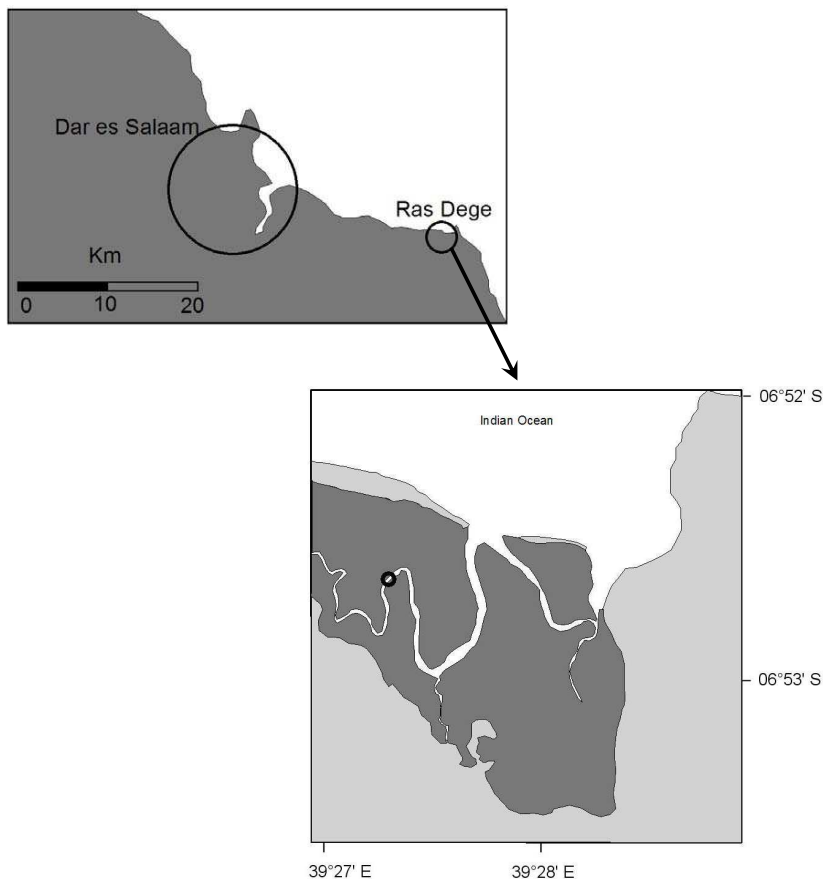 Dar es Salaam
Ras Dege
Km
0 10 20
Indian Ocean
06°52' S
06°53' S
39°27' E 39°28' E